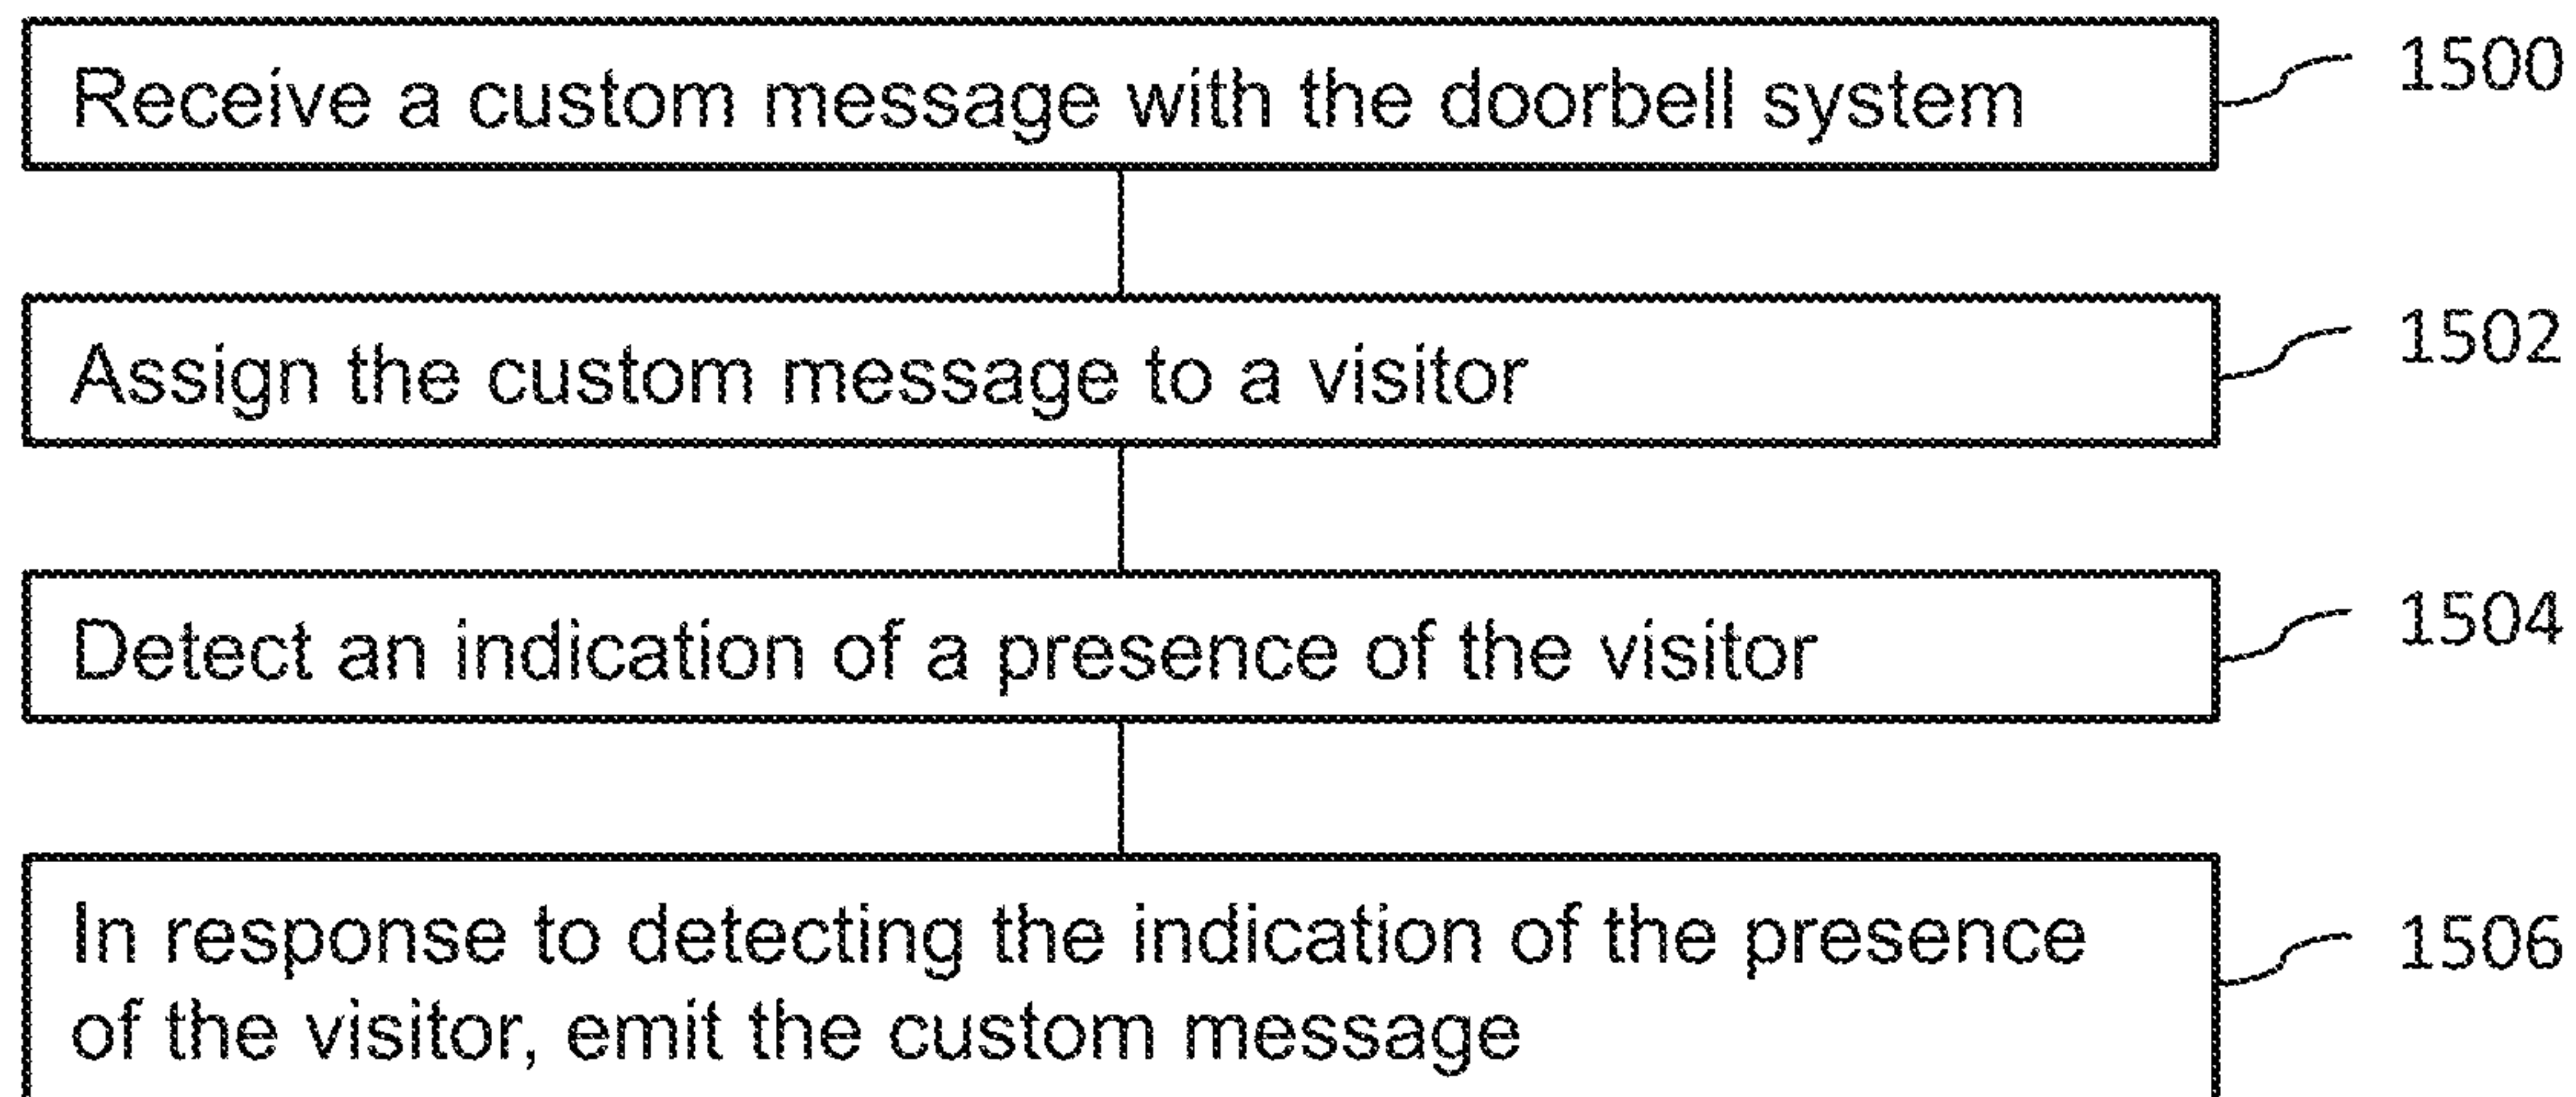 Receive a custom message with the doorbell system
1500
Assign the custom message to a visitor
1502
Detect an indication of a presence of the visitor
1504
In response to detecting the indication of the presence
of the visitor, emit the custom message
1506